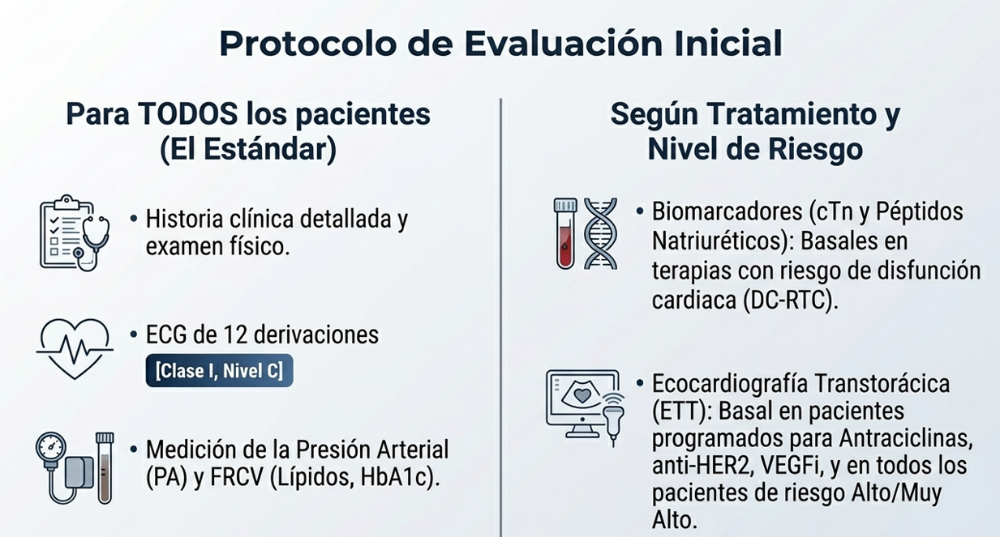 Protocolo de Evaluación Inicial
Para TODOS los pacientes
(El Estándar)
• Historia clínica detallada y
examen físico.
• ECG de 12 derivaciones
[Clase I, Nivel C]
• Medición de la Presión Arterial
(PA) y FRCV (Lípidos, HbA1c).
Según Tratamiento y
Nivel de Riesgo
• Biomarcadores (cTn y Péptidos
Natriuréticos): Basales en
terapias con riesgo de disfunción
cardiaca (DC-RTC).
• Ecocardiografía Transtorácica
(ETT): Basal en pacientes
programados para Antraciclinas,
anti-HER2, VEGFi, y en todos los
pacientes de riesgo Alto/Muy
Alto.